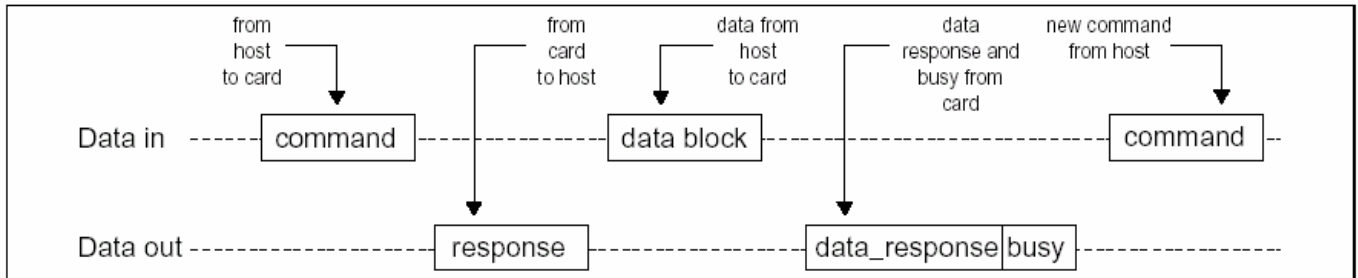 from
host
to card
from
card
to host
data from
host
to card
data
response and
busy from
card
new command
from host
Data in
command
data block
command
Data out
response
data_response
busy